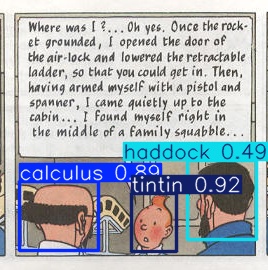 Where was I ?... Oh yes. Once the rock-
et grounded, I opened the door of
the air-lock and lowered the retractable
ladder, so that you could get in. Then,
having armed myself with a pistol and
spanner, I came quietly up to the
cabin... I found myself right in
the middle of a family squabble...
haddock 0.49
calculus 0.89
tintin 0.92